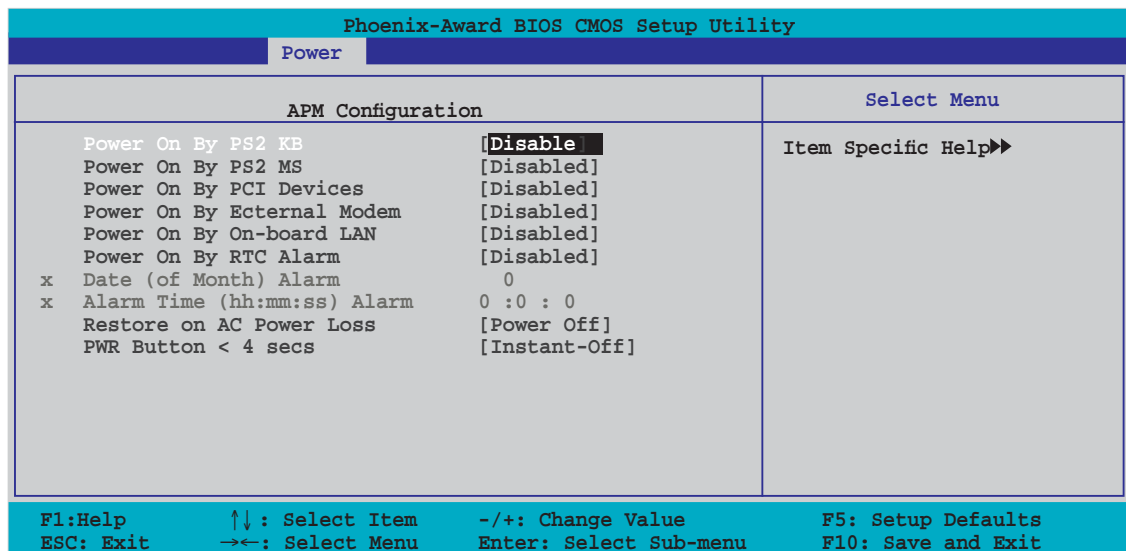 Phoenix-Award BIOS CMOS Setup Utility
Power
APM Configuration
Select Menu
Power On By PS2 KB [Disable]
Item Specific Help▶▶
Power On By PS2 MS [Disabled]
Power On By PCI Devices [Disabled]
Power On By Ecternal Modem [Disabled]
Power On By On-board LAN [Disabled]
Power On By RTC Alarm [Disabled]
x Date (of Month) Alarm 0
x Alarm Time (hh:mm:ss) Alarm 0 :0 : 0
Restore on AC Power Loss [Power Off]
PWR Button < 4 secs [Instant-Off]
F1:Help ↑↓: Select Item -/+: Change Value F5: Setup Defaults
ESC: Exit →←: Select Menu Enter: Select Sub-menu F10: Save and Exit